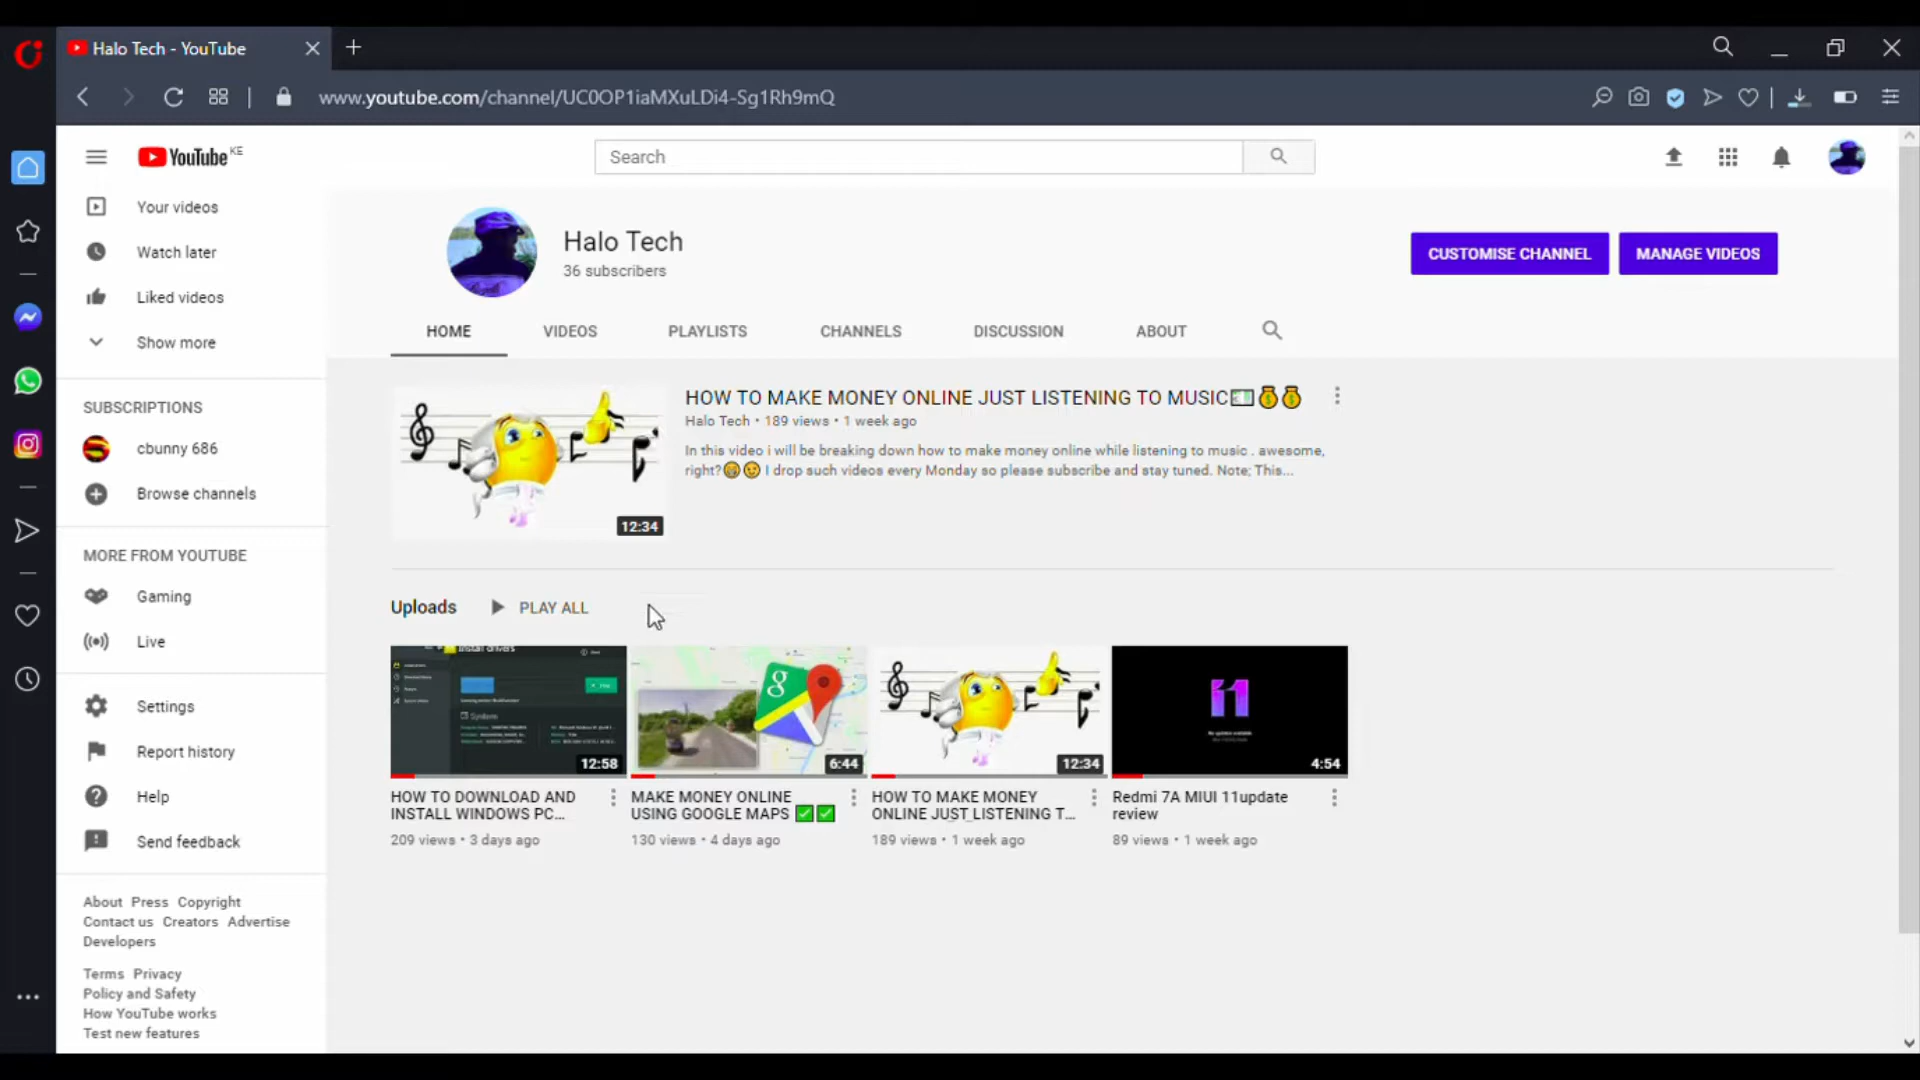 Halo Tech - YouTube
www.youtube.com/channel/UC0OP1iaMXuLDi4-Sg1Rh9mQ
YouTube KE
Search
Your videos
Watch later
Liked videos
Show more
SUBSCRIPTIONS
cbunny 686
Browse channels
MORE FROM YOUTUBE
Gaming
Live
Settings
Report history
Help
Send feedback
About Press Copyright
Contact us Creators Advertise
Developers
Terms Privacy
Policy and Safety
How YouTube works
Test new features
Halo Tech
36 subscribers
CUSTOMISE CHANNEL
MANAGE VIDEOS
HOME
VIDEOS
PLAYLISTS
CHANNELS
DISCUSSION
ABOUT
12:34
HOW TO MAKE MONEY ONLINE JUST LISTENING TO MUSIC💵💰💰
Halo Tech • 189 views • 1 week ago
In this video i will be breaking down how to make money online while listening to music . awesome,
right?😁😉 I drop such videos every Monday so please subscribe and stay tuned. Note; This...
Uploads
PLAY ALL
Install drivers
System
12:58
HOW TO DOWNLOAD AND
INSTALL WINDOWS PC...
209 views • 3 days ago
g
6:44
MAKE MONEY ONLINE
USING GOOGLE MAPS ✅✅
130 views • 4 days ago
12:34
HOW TO MAKE MONEY
ONLINE JUST LISTENING T...
189 views • 1 week ago
11
4:54
Redmi 7A MIUI 11update
review
89 views • 1 week ago